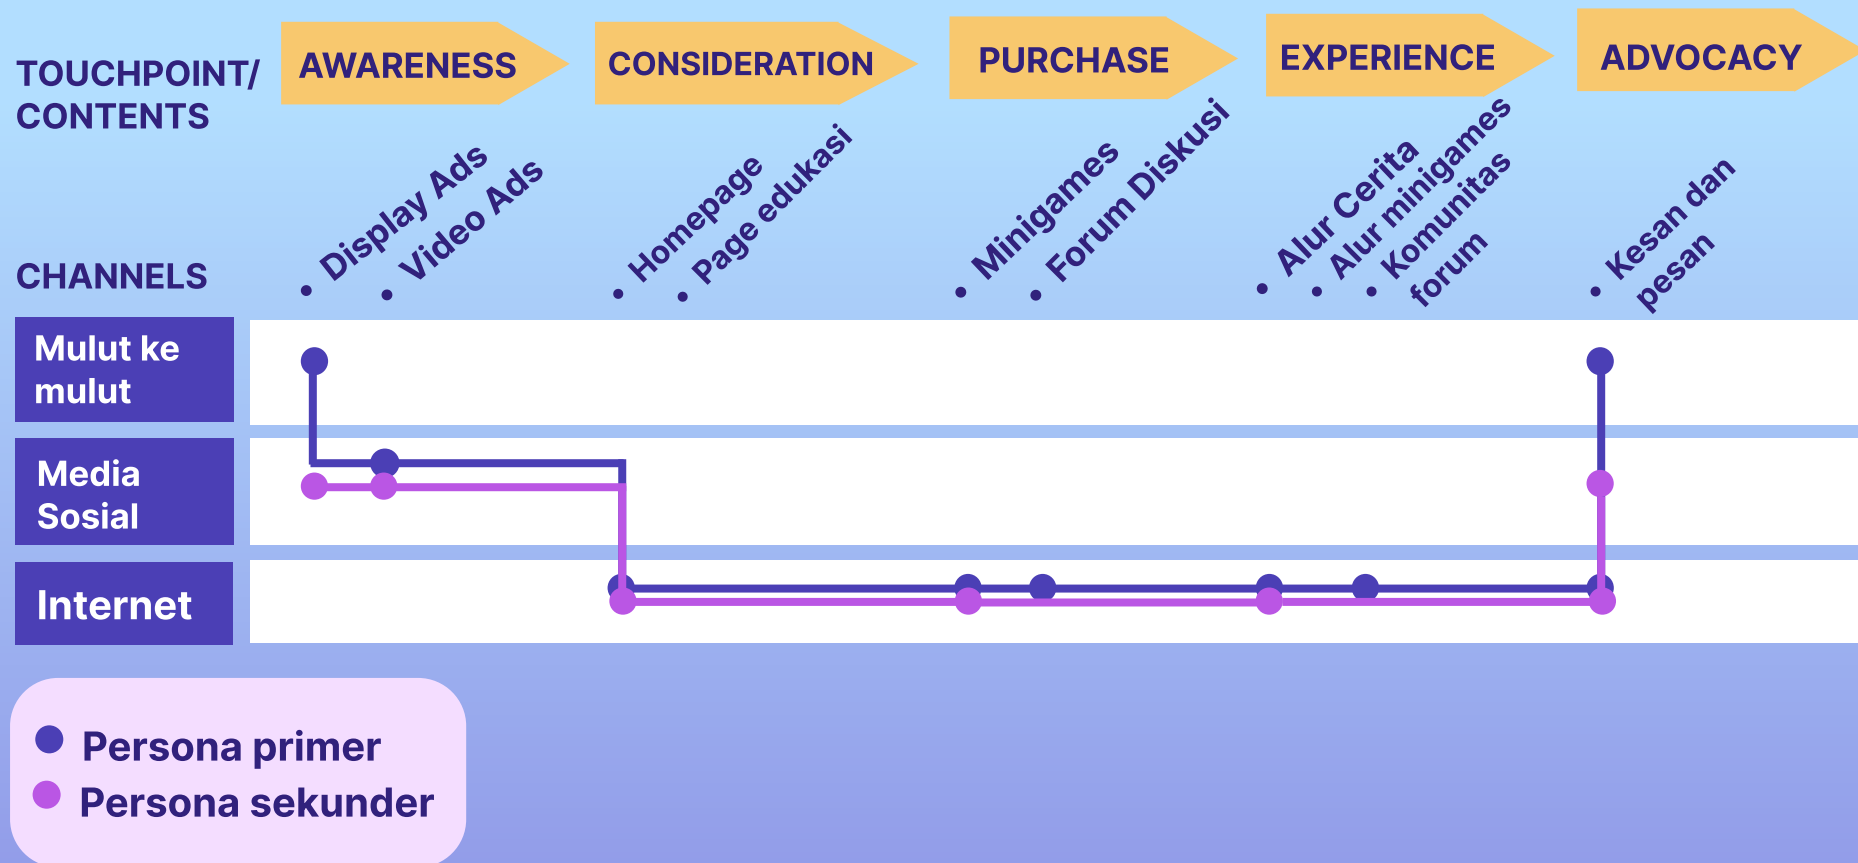 TOUCHPOINT/
CONTENTS
AWARENESS
CONSIDERATION
PURCHASE
EXPERIENCE
ADVOCACY
• Display Ads
• Video Ads
• Homepage
• Page edukasi
• Minigames
• Forum Diskusi
• Alur Cerita
• Alur minigames
• Komunitas
forum
• Kesan dan
pesan
CHANNELS
Mulut ke
mulut
Media
Sosial
Internet
Persona primer
Persona sekunder